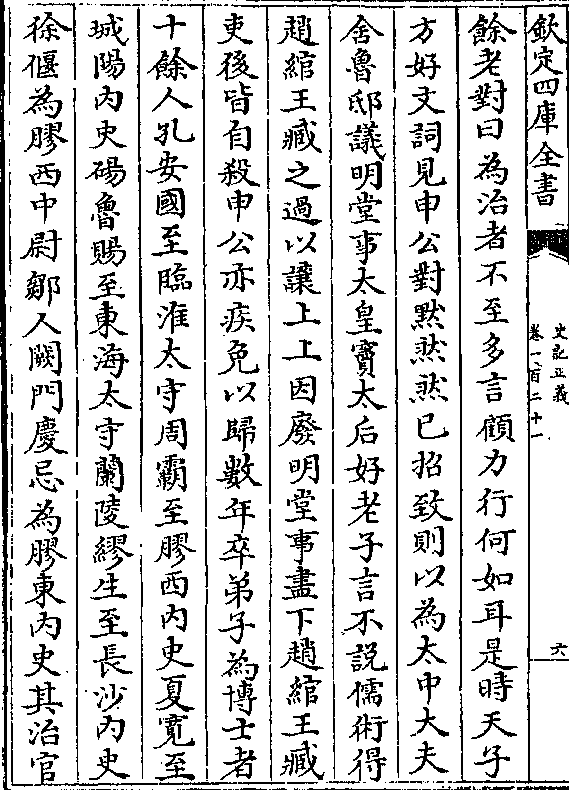 欽定四庫全書
史記正義
卷一百二十一
六
餘老對曰為治者不至多言顧力行何如耳是時天子
方好文詞見申公對黙然然已招致則以為太中大夫
舍魯邸議明堂事太皇竇太后好老子言不說儒術得
趙綰王臧之過以讓上上因廢明堂事盡下趙綰王臧
吏後皆自殺申公亦疾免以歸數年卒弟子為博士者
十餘人孔安國至臨淮太守周霸至膠西内史夏寛至
城陽内史碭魯賜至東海太守蘭陵繆生至長沙内史
徐偃為膠西中尉鄒人闕門慶忌為膠東内史其治官